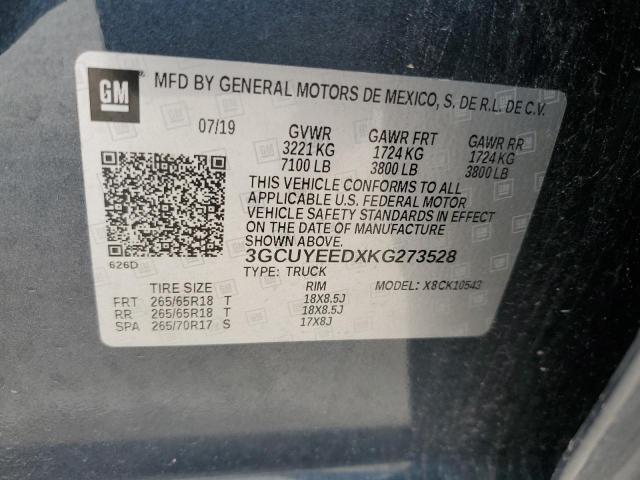 GM
MFD BY GENERAL MOTORS DE MEXICO, S. DE R.L. DE C.V.
07/19 GVWR GAWR FRT GAWR RR
3221 KG 1724 KG 1724 KG
7100 LB 3800 LB 3800 LB
THIS VEHICLE CONFORMS TO ALL
APPLICABLE U.S. FEDERAL MOTOR
VEHICLE SAFETY STANDARDS IN EFFECT
ON THE DATE OF MANUFACTURE
SHOWN ABOVE.
626D
3GCUYEEDXKG273528
TYPE: TRUCK MODEL: X8CK10543
TIRE SIZE RIM
FRT 265/65R18 T 18X8.5J
RR 265/65R18 T 18X8.5J
SPA 265/70R17 S 17X8J